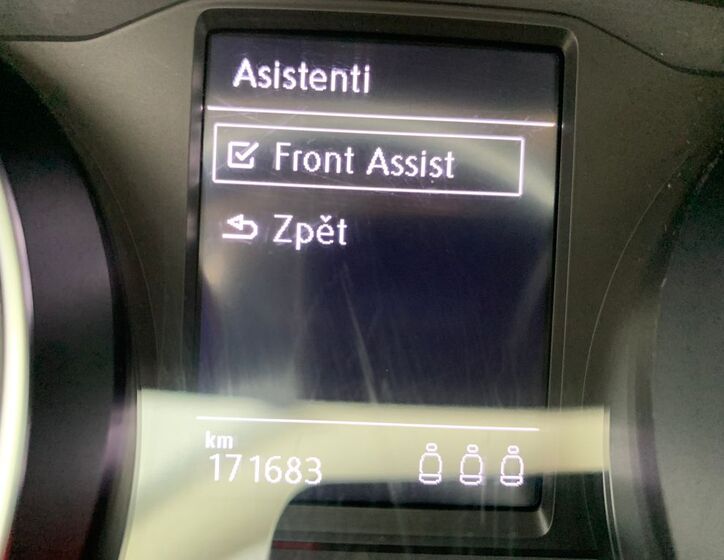 Asistenti
Front Assist
Zpět
km
171683